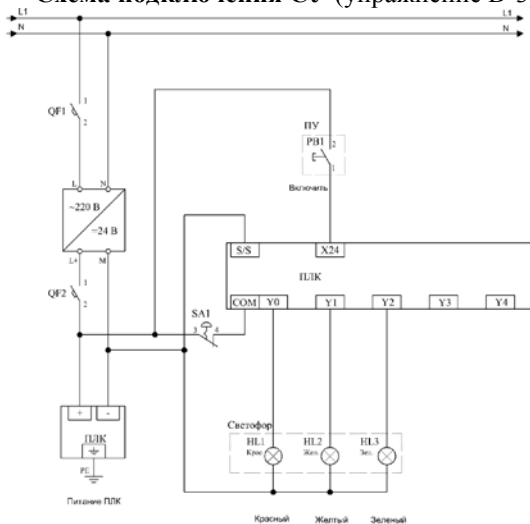 Схема подключения СУ (упражнение В-3
L1 L1
N N
QF1
1
2
L N
~220 В
=24 В
L+ M
QF2
1
2
ПУ
PB1
2
1
Включить
S/S X24
ПЛК
COM Y0 Y1 Y2 Y3 Y4
SA1
3 4
+ -
ПЛК
PE
Питание ПЛК
Светофор
HL1 HL2 HL3
Крас. Жел. Зел.
Красный Желтый Зеленый